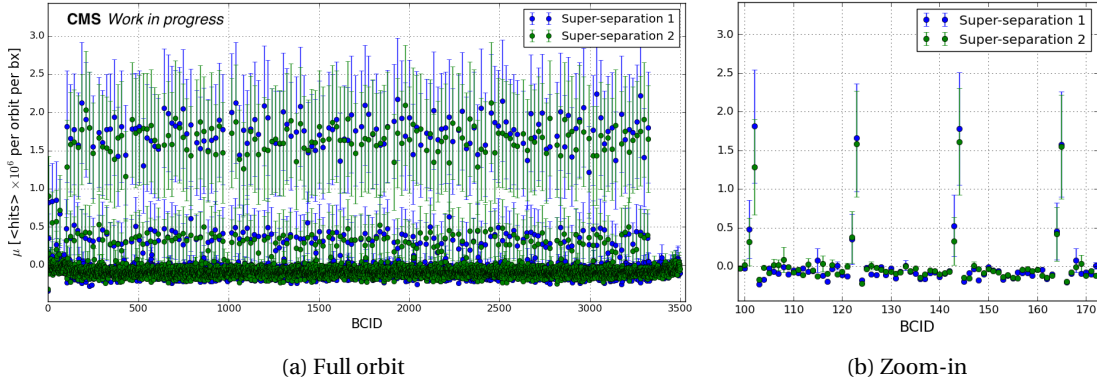 CMS Work in progress
Super-separation 1
Super-separation 2
μ [<hits> ×10⁶ per orbit per bx]
3.0
2.5
2.0
1.5
1.0
0.5
0.0
0 500 1000 1500 2000 2500 3000 3500
BCID
(a) Full orbit
Super-separation 1
Super-separation 2
3.0
2.5
2.0
1.5
1.0
0.5
0.0
100 110 120 130 140 150 160 170
BCID
(b) Zoom-in